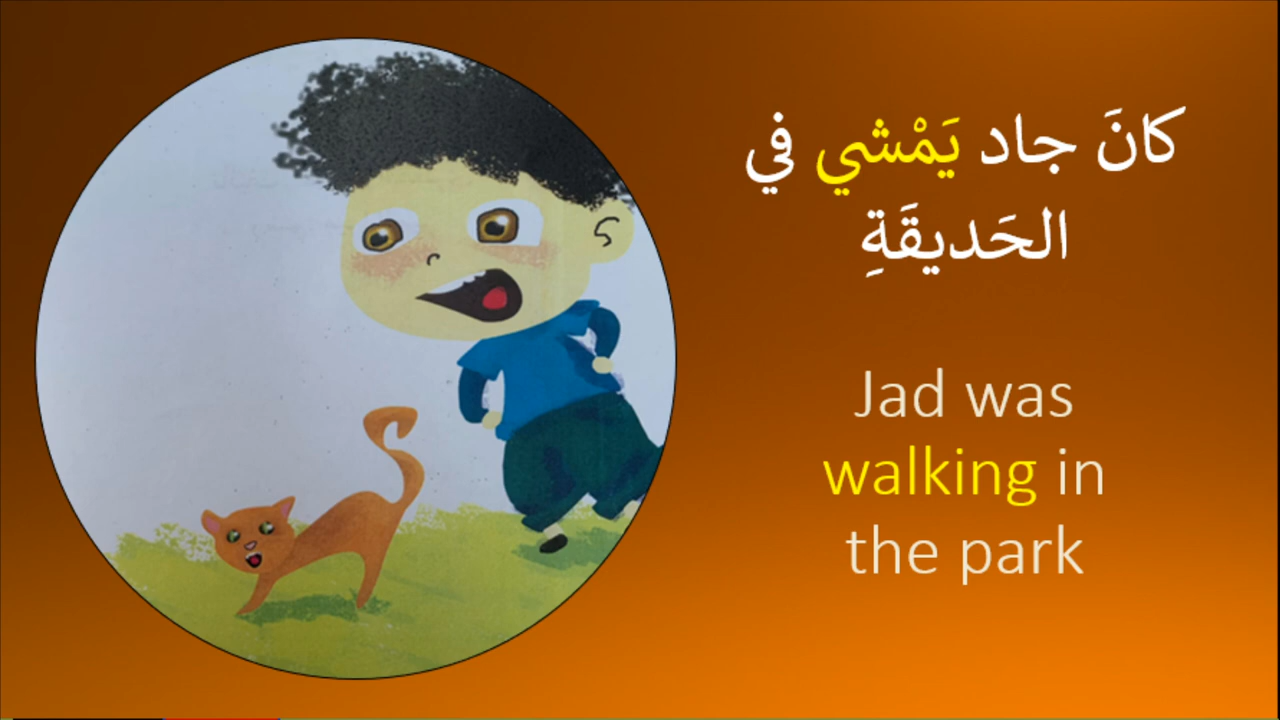 كانَ جاد يَمْشي في
الحَديقَةِ
Jad was
walking in
the park